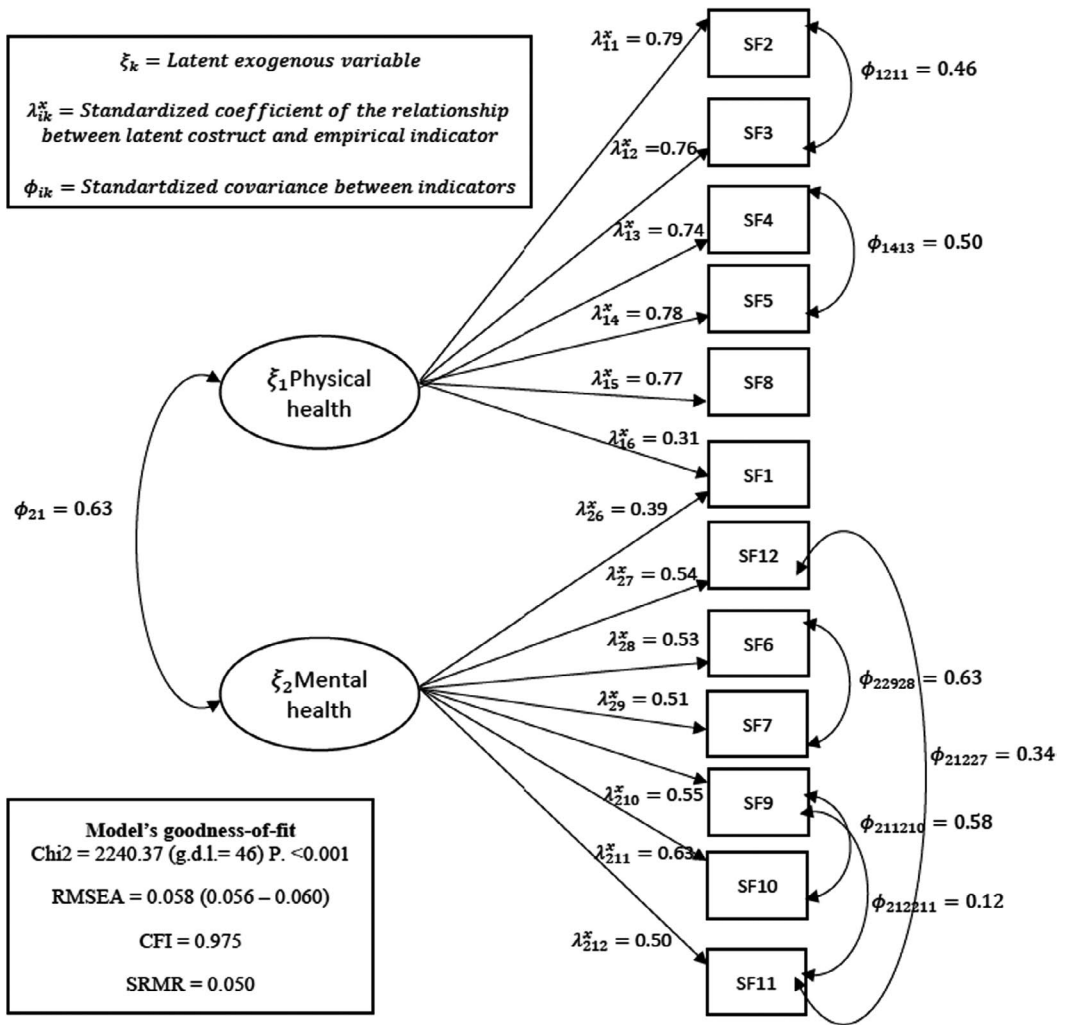 ξₖ = Latent exogenous variable
λˣᵢₖ = Standardized coefficient of the relationship
between latent costruct and empirical indicator
ϕᵢₖ = Startdized covariance between indicators
λˣ₁₁ = 0.79
SF2
ϕ₁₂₁₁ = 0.46
λˣ₁₂ = 0.76
SF3
λˣ₁₃ = 0.74
SF4
ϕ₁₄₁₃ = 0.50
λˣ₁₄ = 0.78
SF5
ξ₁Physical
health
λˣ₁₅ = 0.77
SF8
λˣ₁₆ = 0.31
SF1
ϕ₂₁ = 0.63
λˣ₂₆ = 0.39
SF12
λˣ₂₇ = 0.54
λˣ₂₈ = 0.53
SF6
ϕ₂₂₉₂₈ = 0.63
ξ₂Mental
health
λˣ₂₉ = 0.51
SF7
ϕ₂₁₂₂₇ = 0.34
λˣ₂₁₀ = 0.55
SF9
ϕ₂₁₁₂₁₀ = 0.58
λˣ₂₁₁ = 0.63
SF10
ϕ₂₁₂₂₁₁ = 0.12
λˣ₂₁₂ = 0.50
SF11
Model's goodness-of-fit
Chi2 = 2240.37 (g.d.l.= 46) P. <0.001
RMSEA = 0.058 (0.056 – 0.060)
CFI = 0.975
SRMR = 0.050